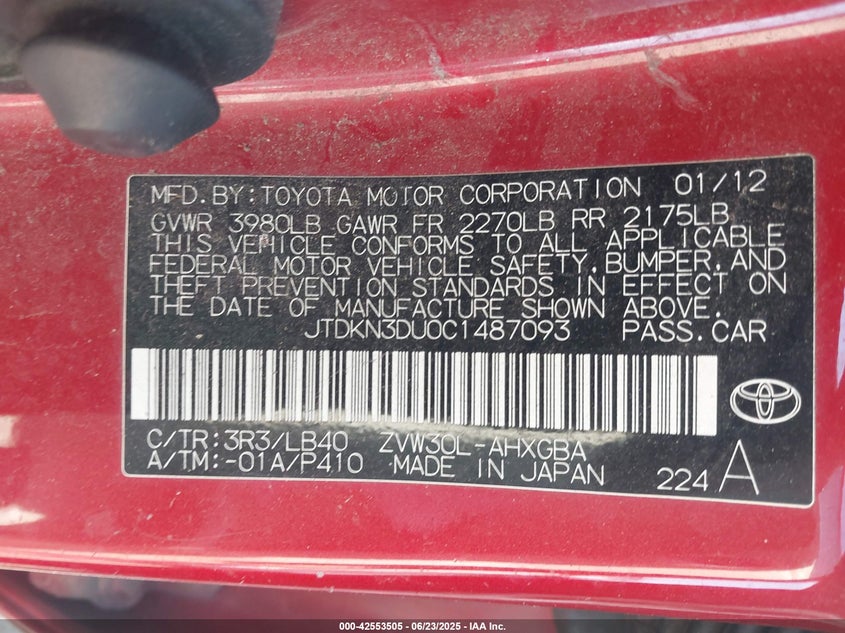 MFD.BY:TOYOTA MOTOR CORPORATION 01/12
GVWR 3980LB GAWR FR 2270LB RR 2175LB
THIS VEHICLE CONFORMS TO ALL APPLICABLE
FEDERAL MOTOR VEHICLE SAFETY,BUMPER,AND
THEFT PREVENTION STANDARDS IN EFFECT ON
THE DATE OF MANUFACTURE SHOWN ABOVE.
JTDKN3DU0C1487093 PASS.CAR
C/TR:3R3/LB40 ZVW30L-AHXGBA
A/TM:-01A/P410 MADE IN JAPAN 224 A
000-42553505 - 06/23/2025 - IAA Inc.